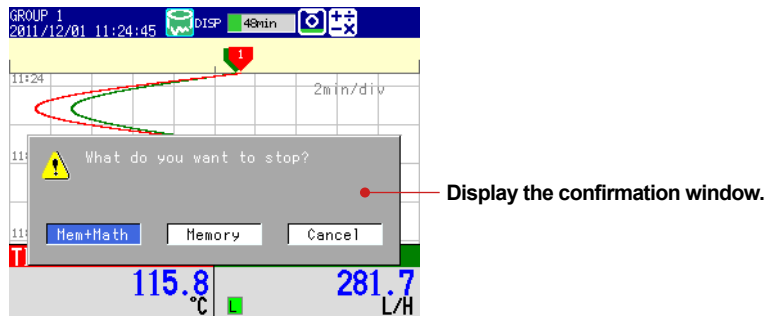 GROUP 1
2011/12/01 11:24:45 DISP 48min
1
11:24
2min/div
What do you want to stop?
Display the confirmation window.
Mem+Math Memory Cancel
115.8 281.7
°C L L/H